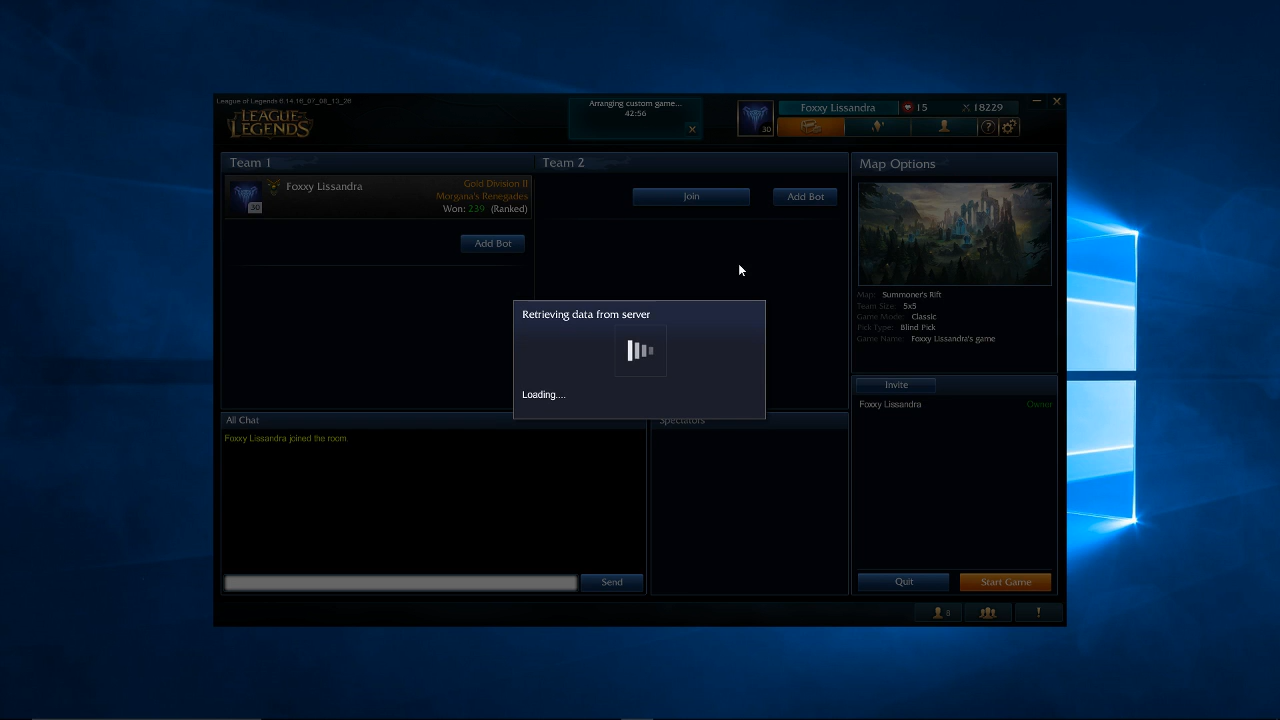 League of Legends 6.14.16_07_08_13_26
LEAGUE OF LEGENDS
Arranging custom game...
42:56
30
Foxxy Lissandra
15
18229
Team 1
Team 2
Map Options
30
Foxxy Lissandra
Gold Division II
Morgana's Renegades
Won: 239 (Ranked)
Join
Add Bot
Add Bot
Map: Summoner's Rift
Team Size: 5x5
Game Mode: Classic
Pick Type: Blind Pick
Game Name: Foxxy Lissandra's game
Retrieving data from server
Loading....
Invite
Foxxy Lissandra
Owner
All Chat
Spectators
Foxxy Lissandra joined the room.
Send
Quit
Start Game